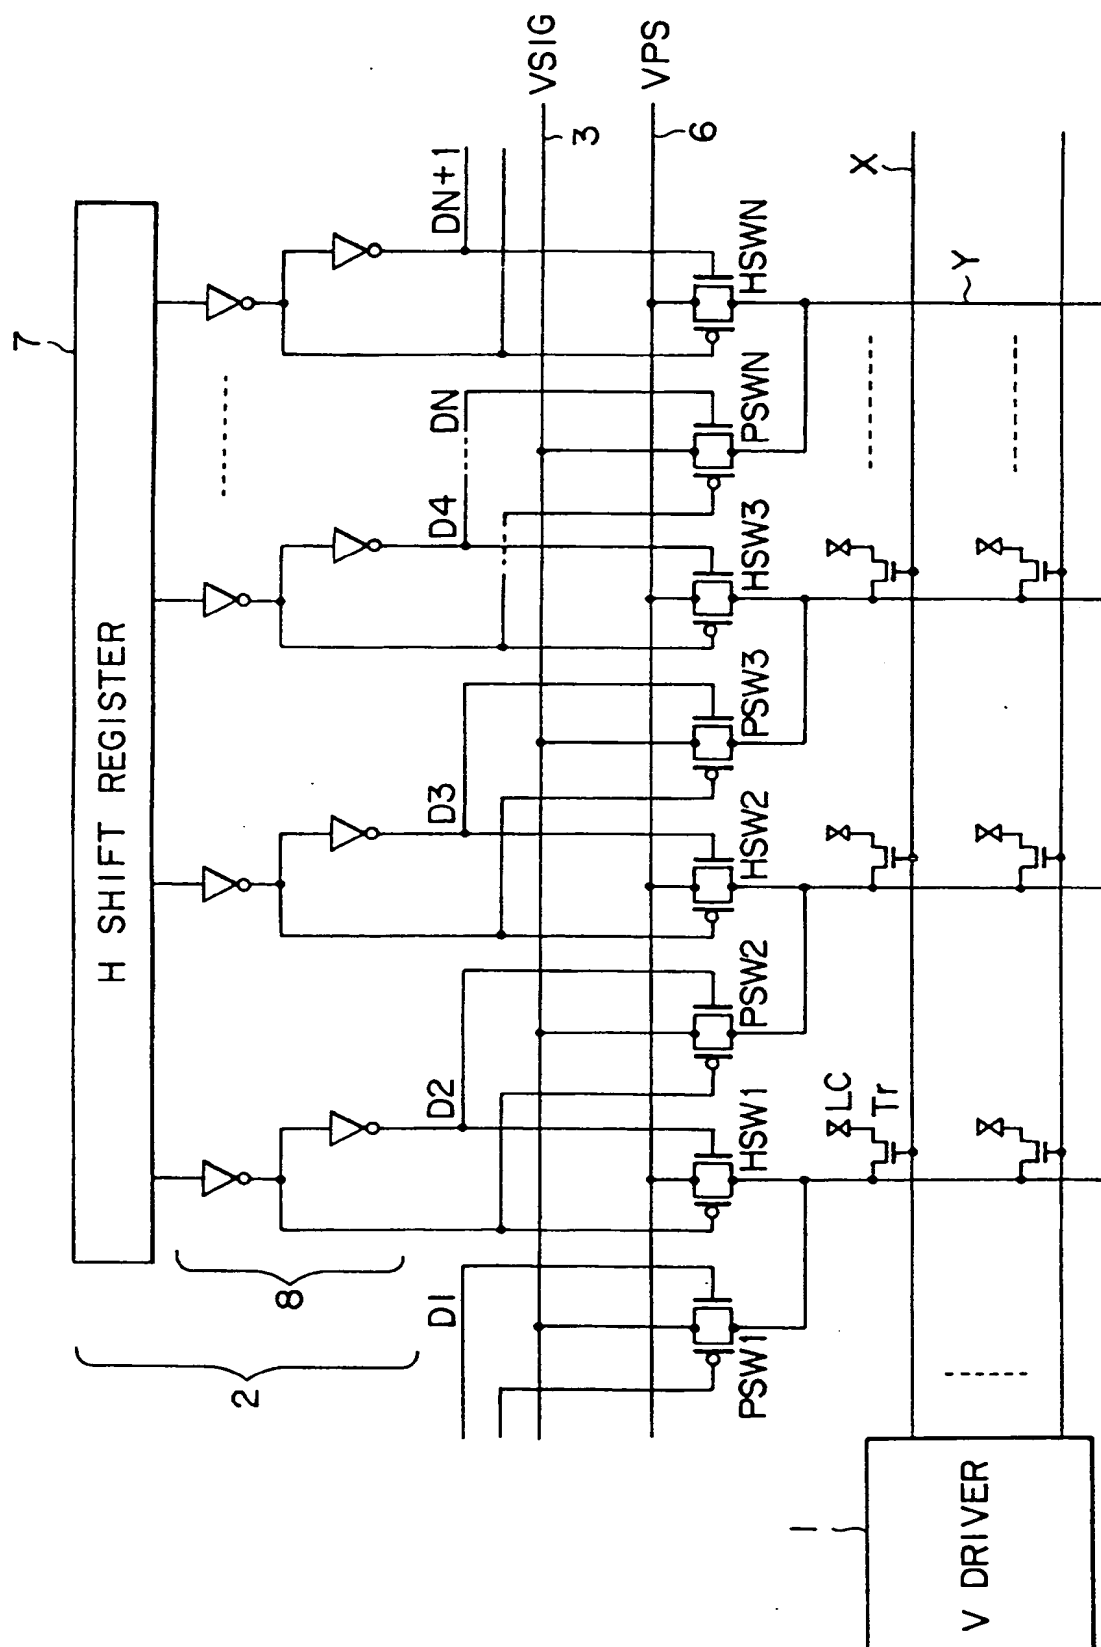 7
H SHIFT REGISTER
2
8
D1
D2
D3
D4
DN
DN+1
VSIG
3
VPS
6
PSW1
HSW1
PSW2
HSW2
PSW3
HSW3
PSWN
HSWN
LC
Tr
X
Y
1
V DRIVER